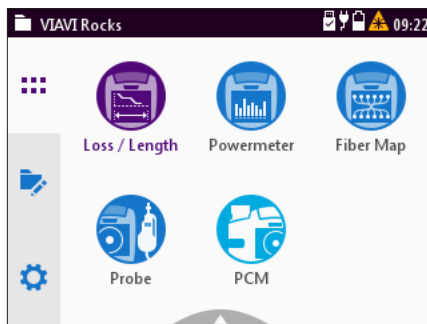 VIAVI Rocks
09:22
Loss / Length
Powermeter
Fiber Map
Probe
PCM